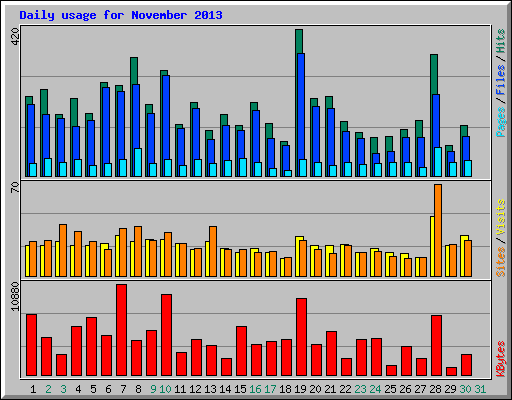 Daily usage for November 2013
420
Pages / Files / Hits
70
Sites / Visits
10880
KBytes
1 2 3 4 5 6 7 8 9 10 11 12 13 14 15 16 17 18 19 20 21 22 23 24 25 26 27 28 29 30 31